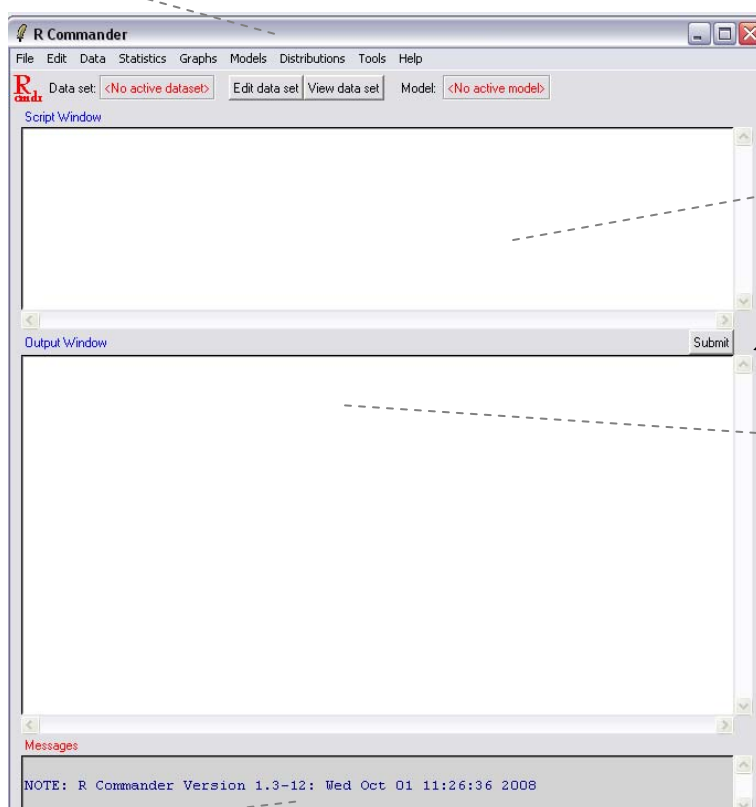 R Commander
File Edit Data Statistics Graphs Models Distributions Tools Help
R Data set: <No active dataset> Edit data set View data set Model: <No active model>
cmdr
Script Window
Output Window Submit
Messages
NOTE: R Commander Version 1.3-12: Wed Oct 01 11:26:36 2008